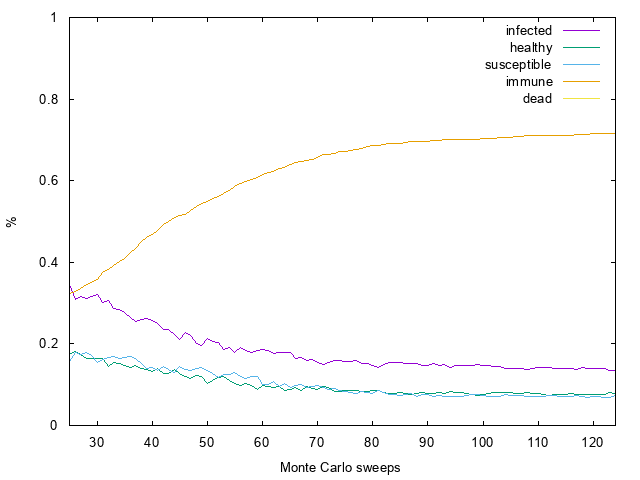 1
0.8
0.6
0.4
0.2
0
%
30 40 50 60 70 80 90 100 110 120
Monte Carlo sweeps
infected
healthy
susceptible
immune
dead